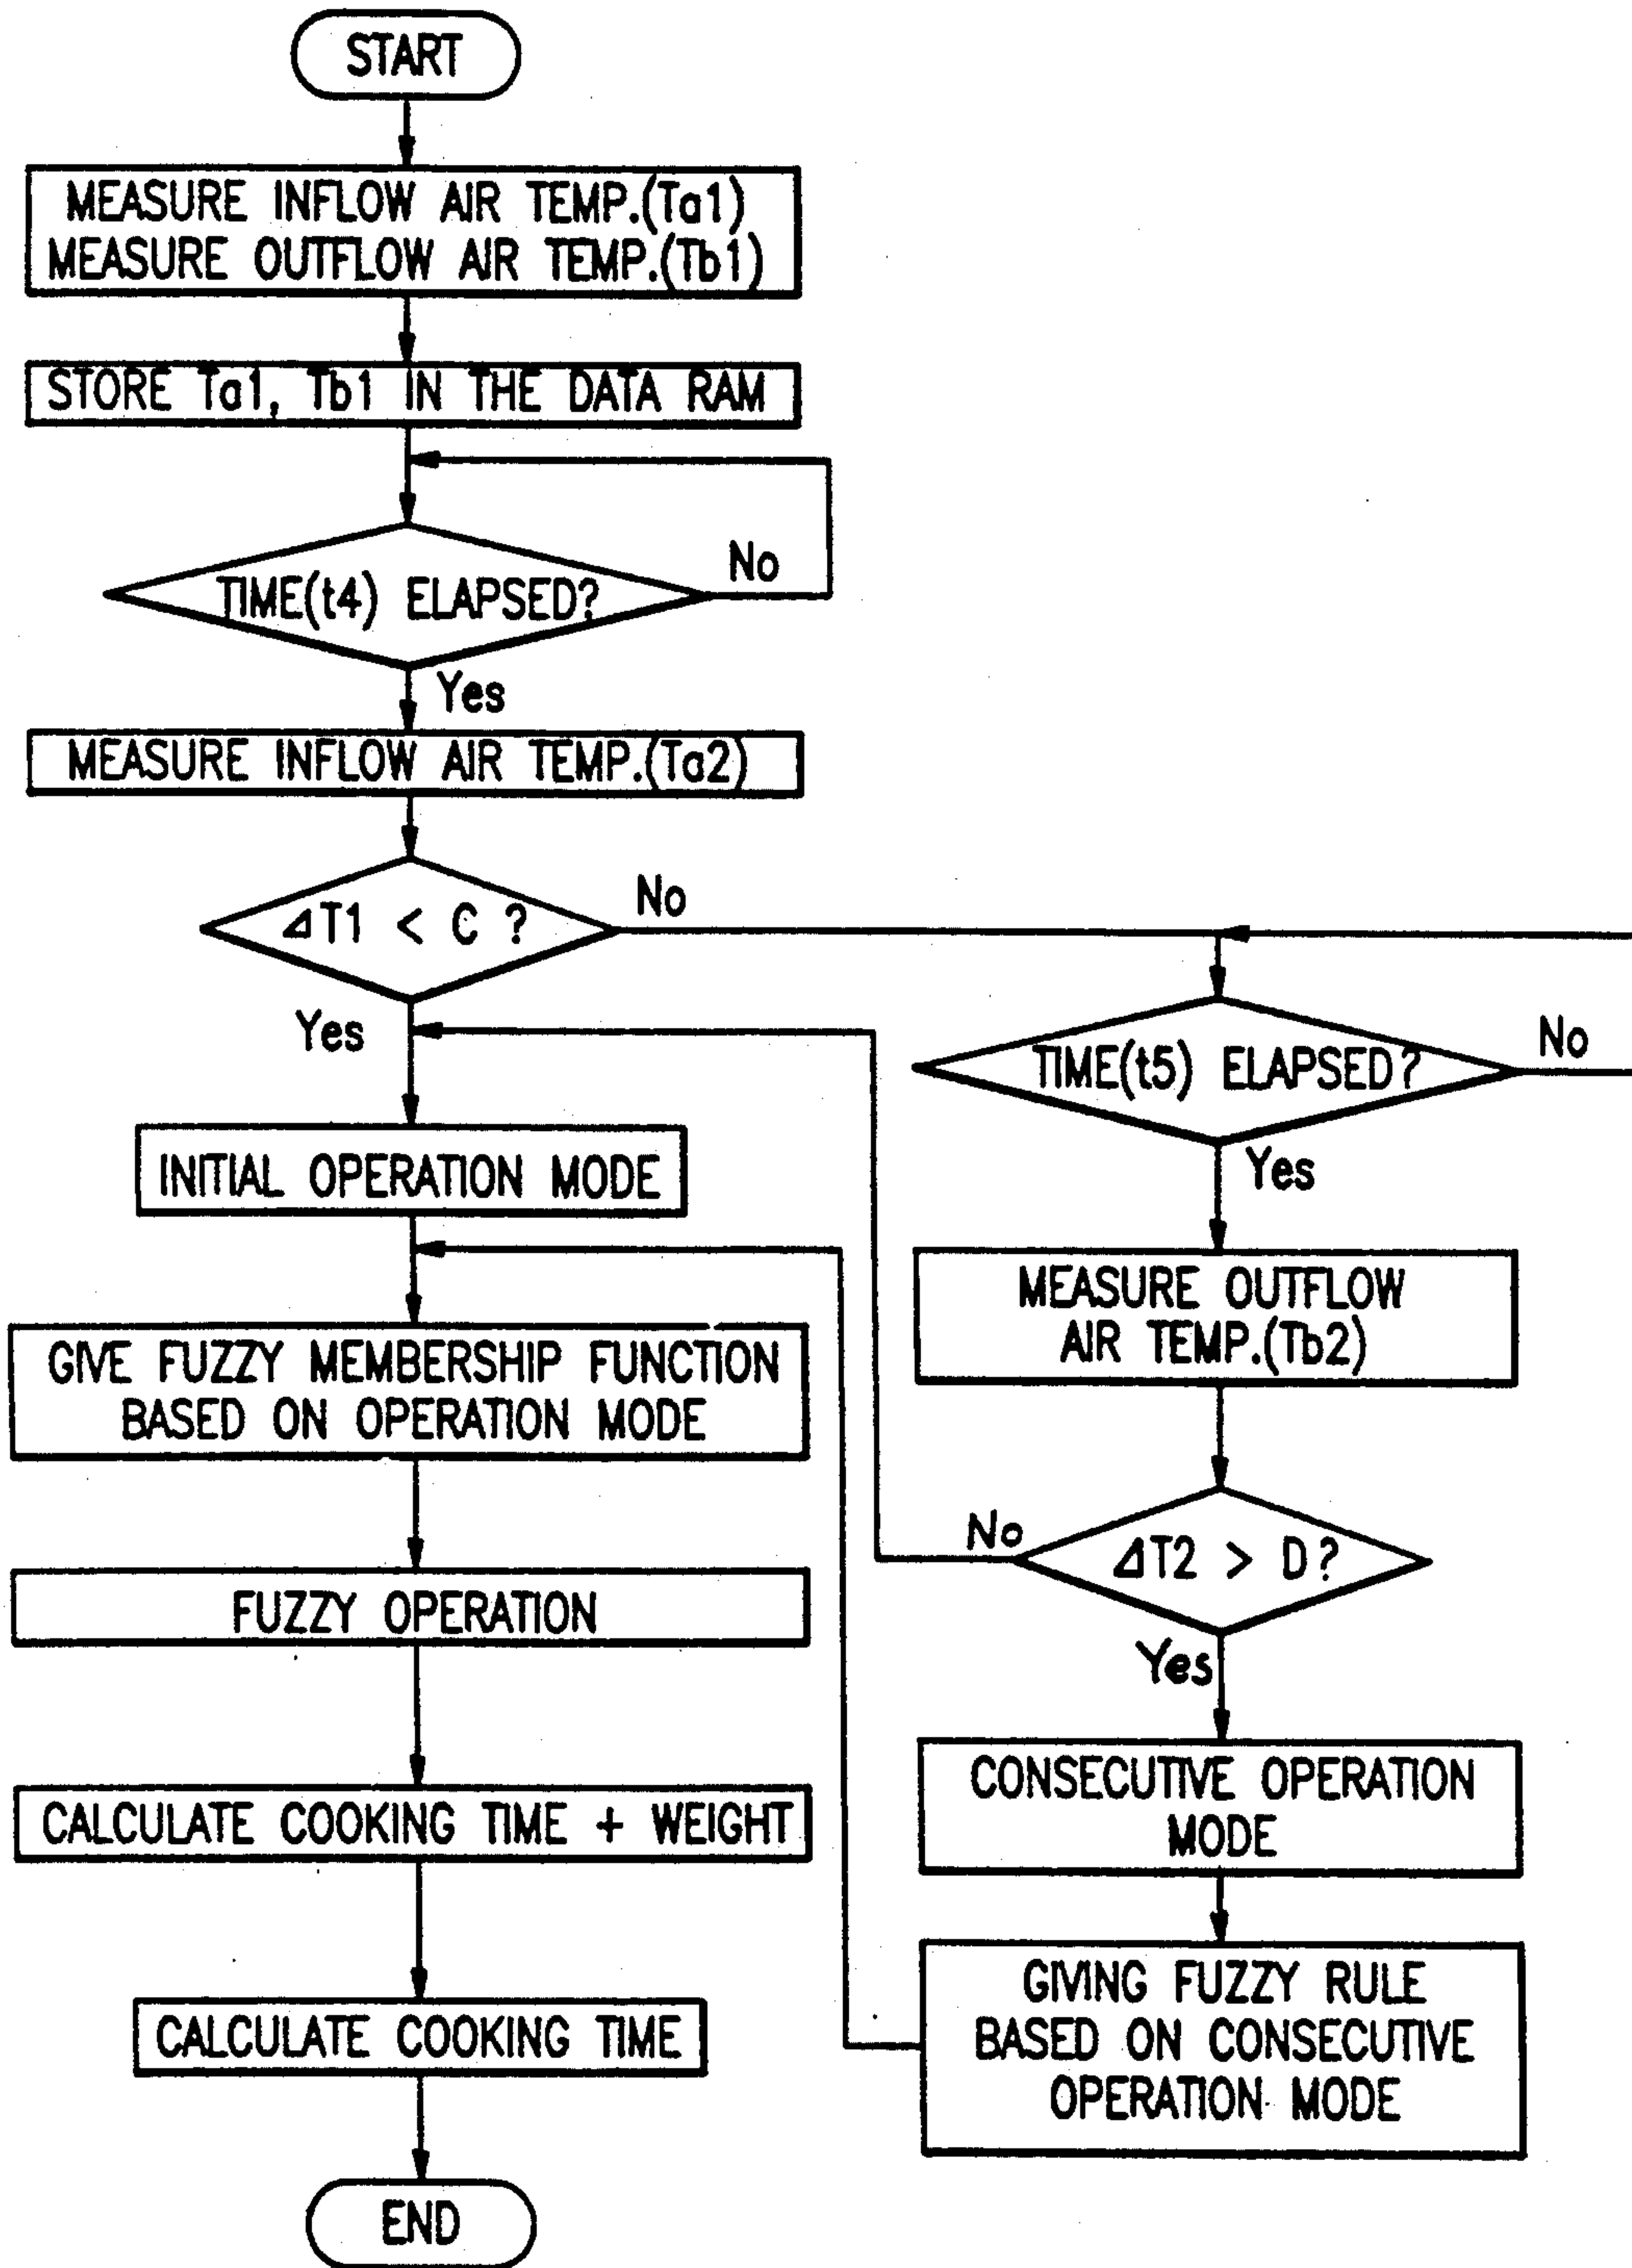 START
MEASURE INFLOW AIR TEMP.(Ta1)
MEASURE OUTFLOW AIR TEMP.(Tb1)
STORE Ta1, Tb1 IN THE DATA RAM
TIME(t4) ELAPSED?
No
Yes
MEASURE INFLOW AIR TEMP.(Ta2)
⊿T1 < C ?
No
Yes
INITIAL OPERATION MODE
GIVE FUZZY MEMBERSHIP FUNCTION
BASED ON OPERATION MODE
FUZZY OPERATION
CALCULATE COOKING TIME + WEIGHT
CALCULATE COOKING TIME
END
TIME(t5) ELAPSED?
No
Yes
MEASURE OUTFLOW
AIR TEMP.(Tb2)
⊿T2 > D?
No
Yes
CONSECUTIVE OPERATION
MODE
GIVING FUZZY RULE
BASED ON CONSECUTIVE
OPERATION MODE